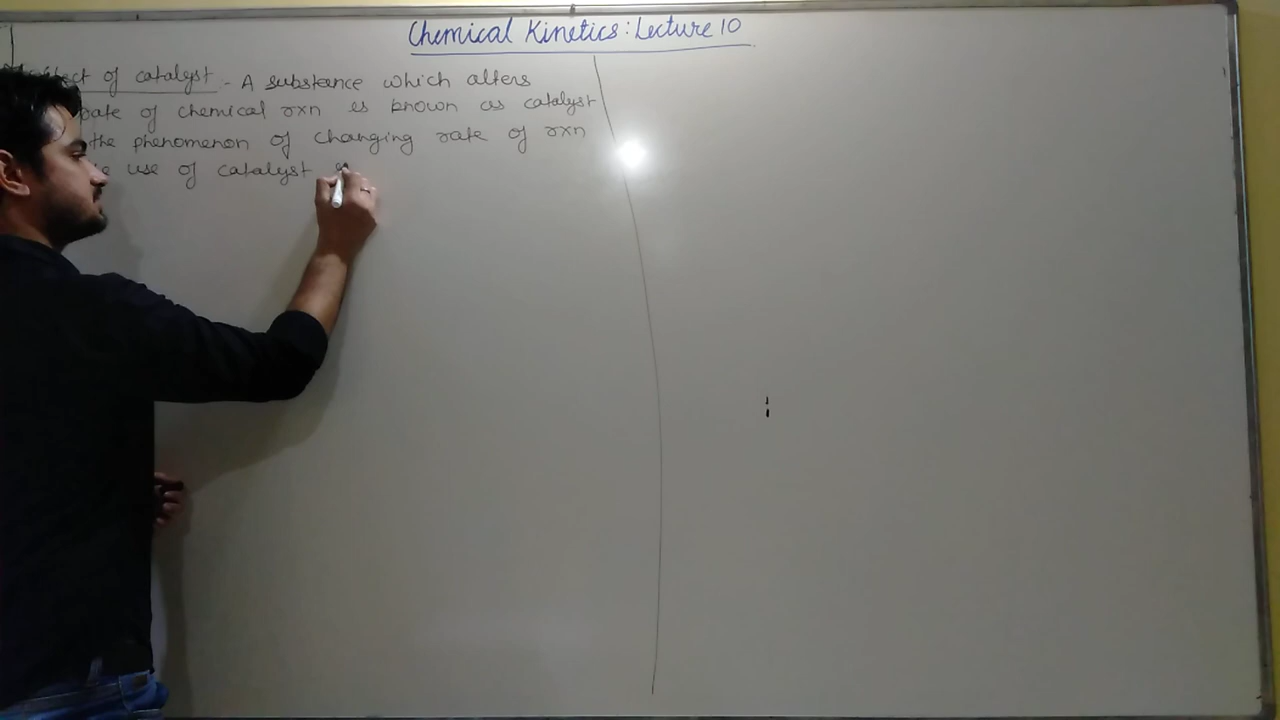 Chemical Kinetics: Lecture 10
effect of catalyst :- A substance which alters
rate of chemical rxn is known as catalyst
the phenomenon of changing rate of rxn
use of catalyst